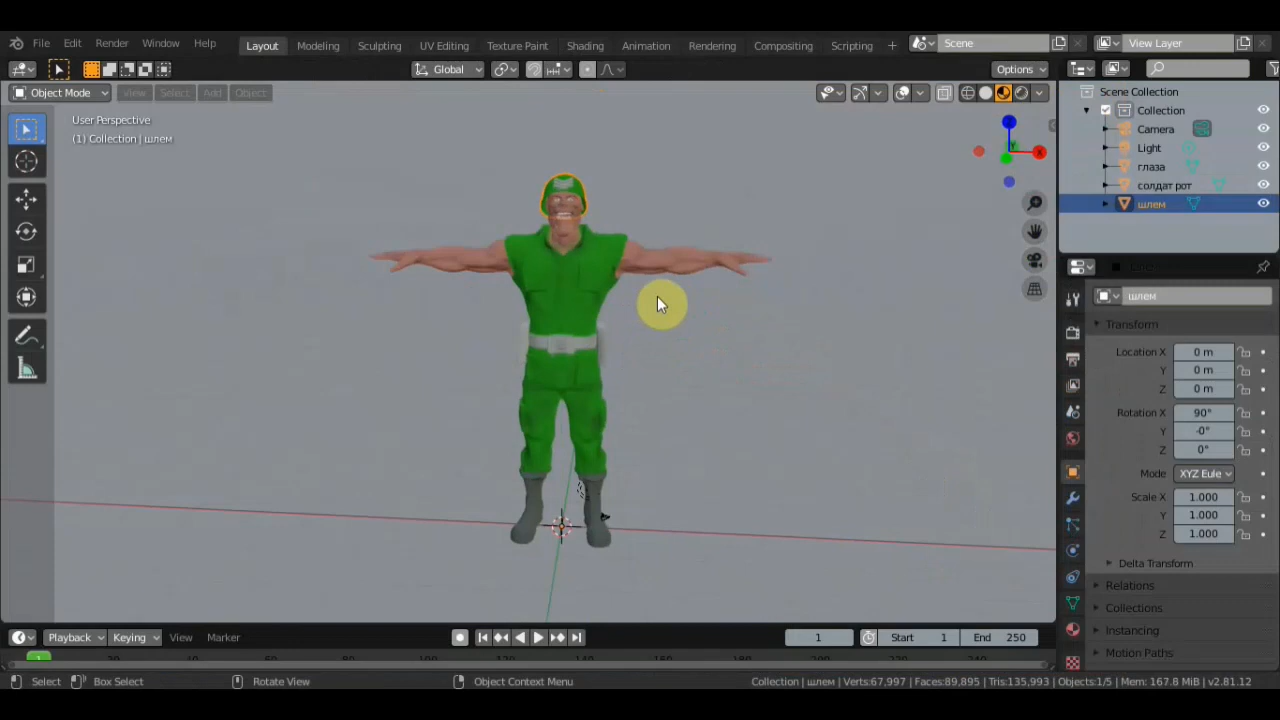 File Edit Render Window Help Layout Modeling Sculpting UV Editing Texture Paint Shading Animation Rendering Compositing Scripting + Scene View Layer
Global Options
Object Mode View Select Add Object
User Perspective
(1) Collection | шлем
X
Y
Scene Collection
Collection
Camera
Light
глаза
солдат рот
шлем
шлем
Transform
Location X 0 m
Y 0 m
Z 0 m
Rotation X 90°
Y -0°
Z 0°
Mode XYZ Eule
Scale X 1.000
Y 1.000
Z 1.000
Delta Transform
Relations
Collections
Instancing
Motion Paths
Playback Keying View Marker 1 Start 1 End 250
1
Select Box Select Rotate View Object Context Menu Collection | шлем | Verts:67,997 | Faces:89,895 | Tris:135,993 | Objects:1/5 | Mem: 167.8 MiB | v2.81.12